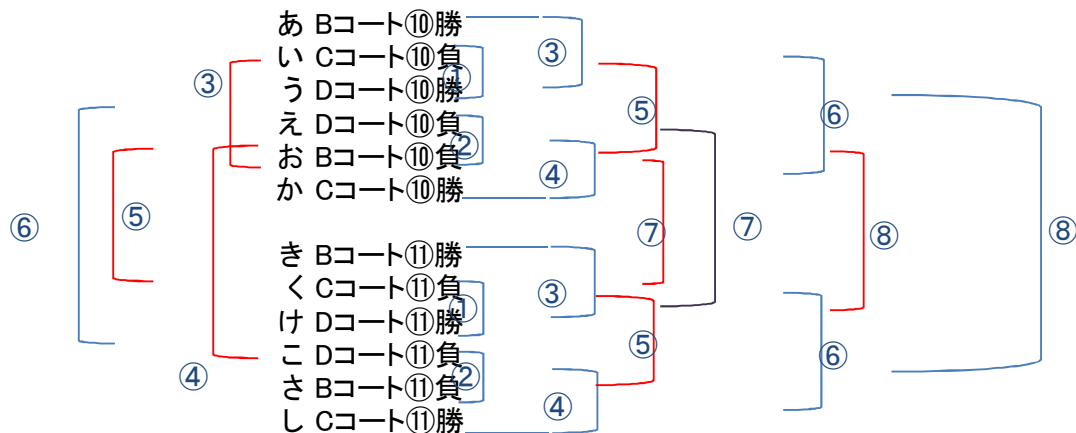 あ Bコート⑩勝
③
い Cコート⑩負
①
③
う Dコート⑩勝
⑤
⑥
え Dコート⑩負
②
お Bコート⑩負
④
か Cコート⑩勝
⑥
⑤
⑦
⑦
⑧
⑧
き Bコート⑪勝
く Cコート⑪負
③
①
け Dコート⑪勝
⑤
⑥
こ Dコート⑪負
④
②
さ Bコート⑪負
④
し Cコート⑪勝